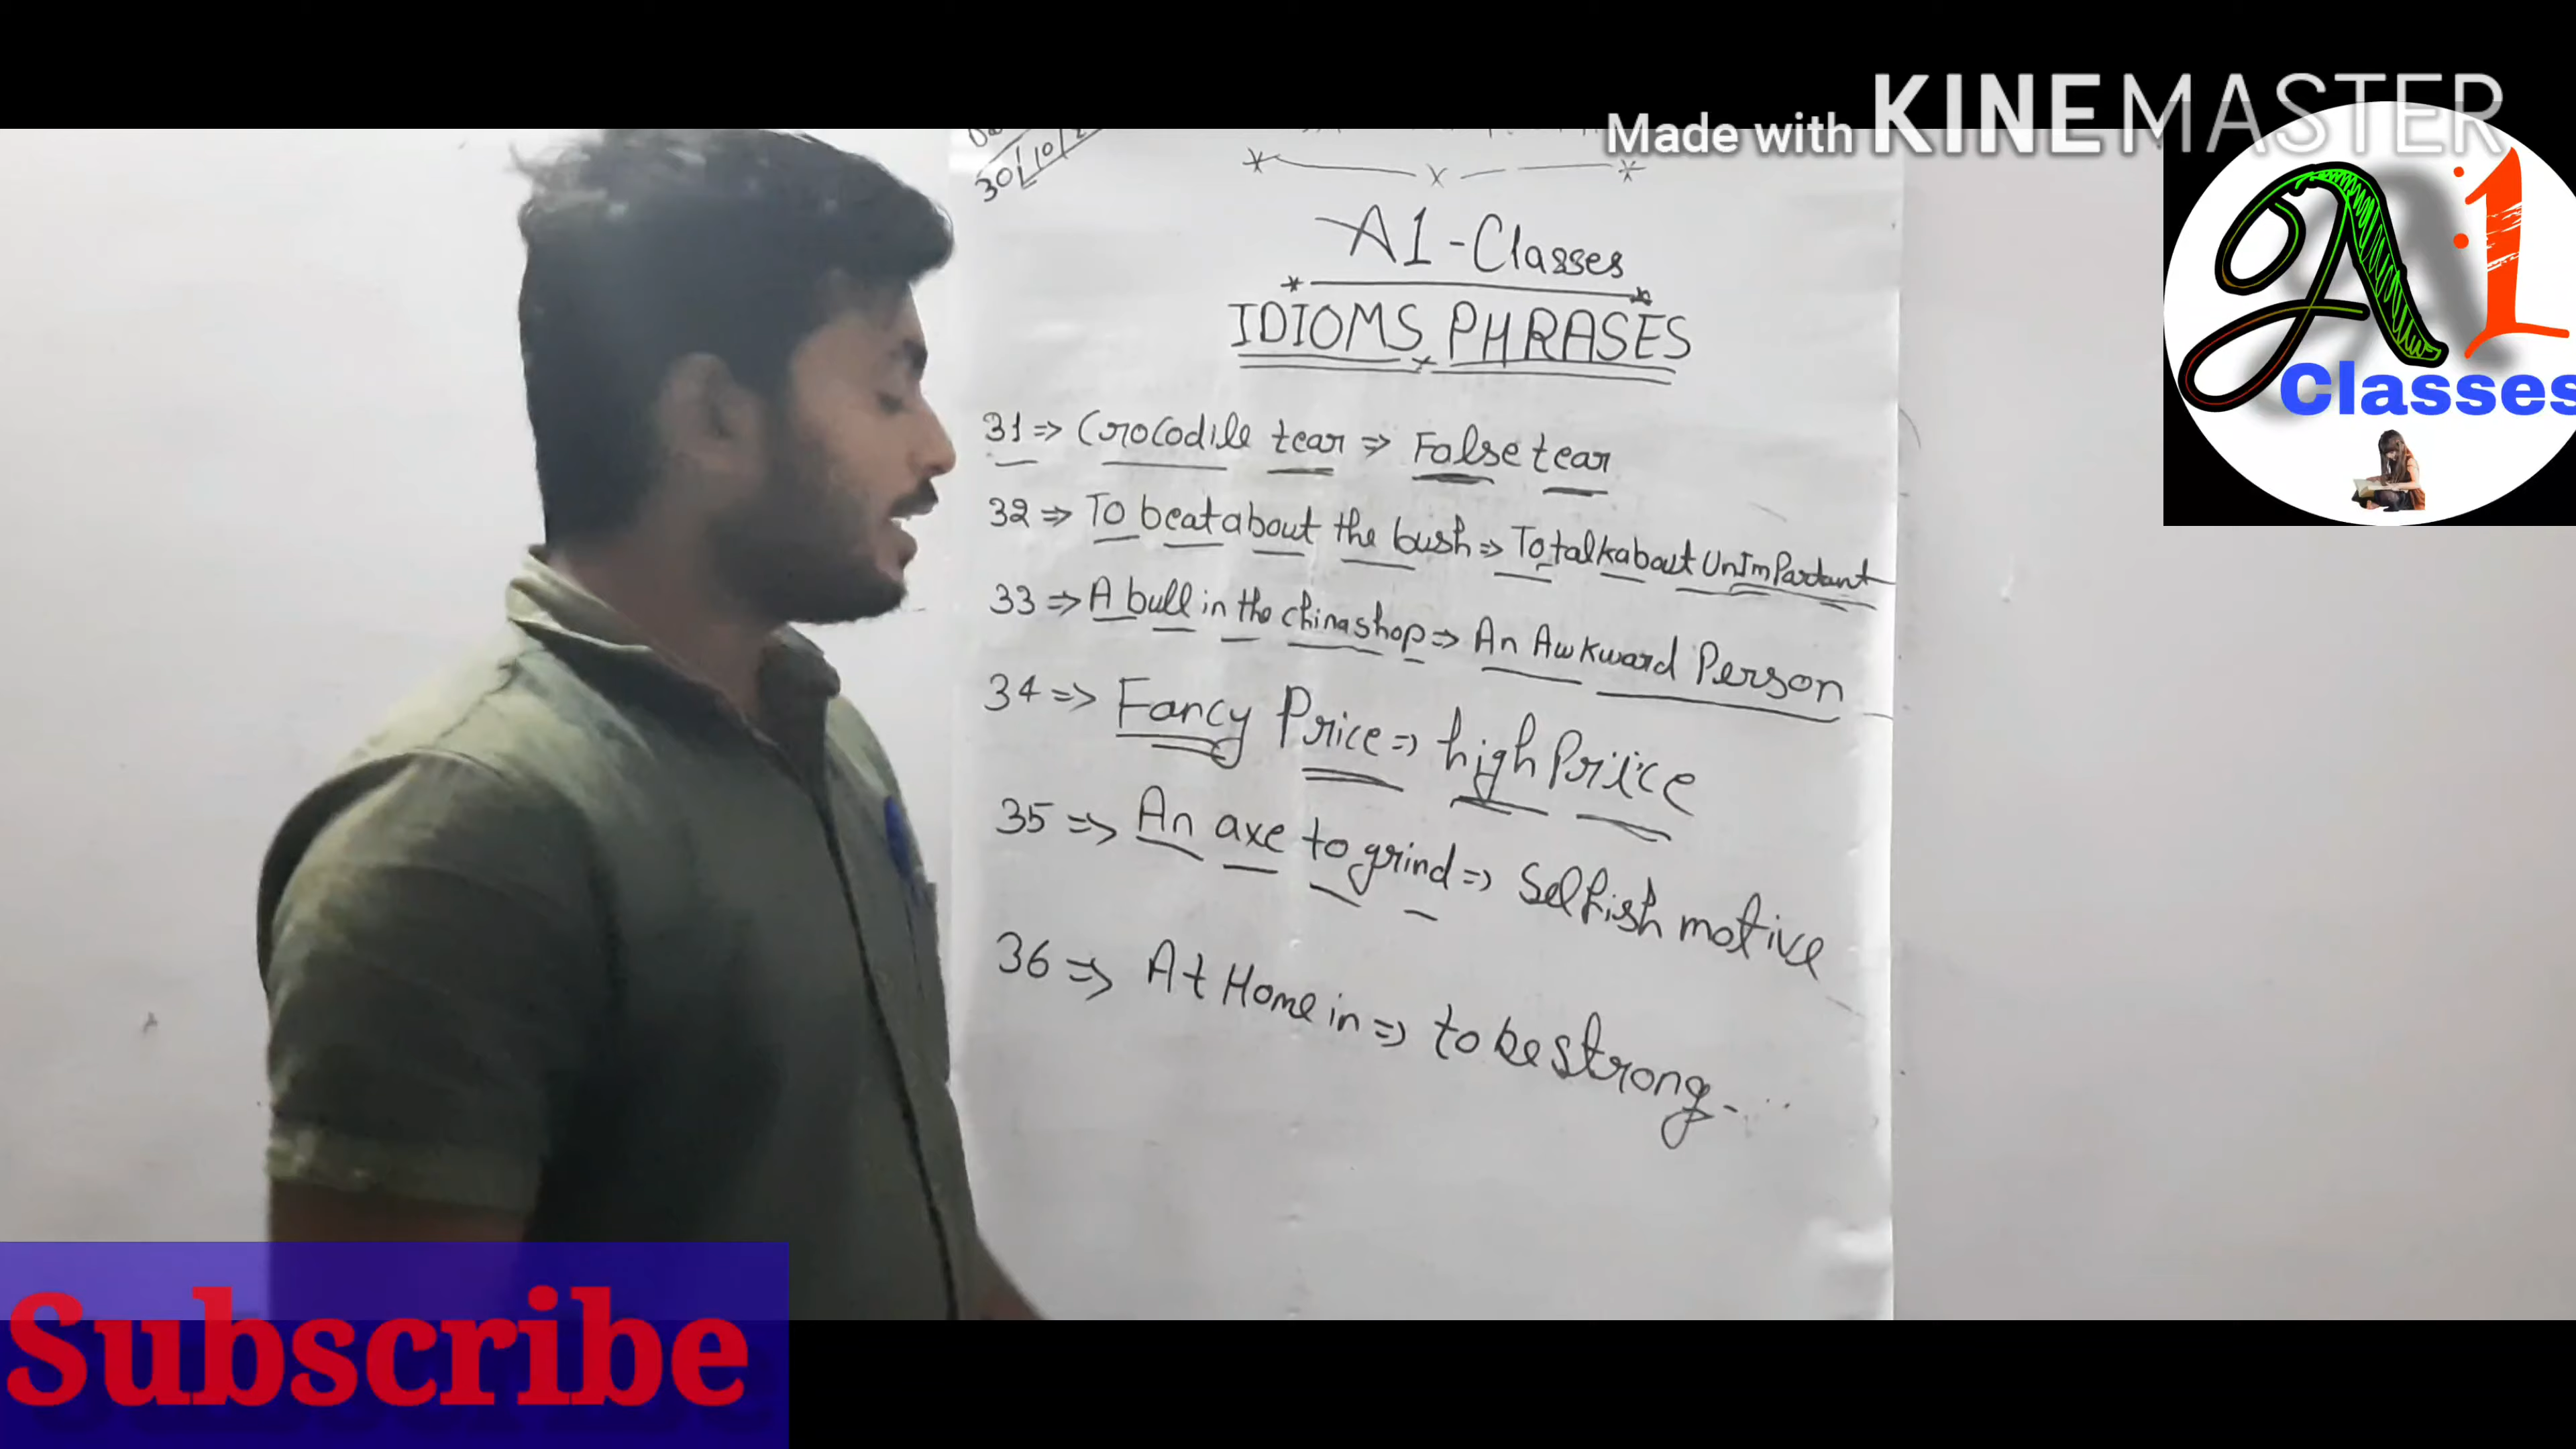 Made with KINEMASTER
30/10/
A1-Classes
IDIOMS PHRASES
31 => Crocodile tear => False tear
32 => To beat about the bush => To talk about UnImPortant
33 => A bull in the china shop => An Awkward Person
34 => Fancy Price => high Price
35 => An axe to grind => Selfish motive
36 => At Home in => to be strong...
A1
Classes
Subscribe